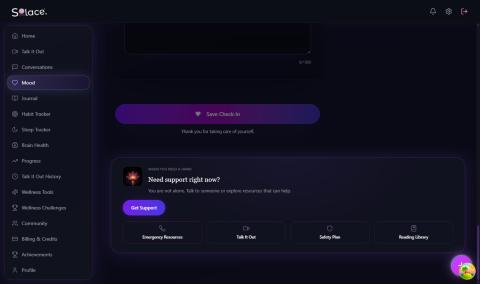 Solace
Home
Talk It Out
Conversations
Mood
Journal
Habit Tracker
Sleep Tracker
Brain Health
Progress
Talk It Out History
Wellness Tools
Wellness Challenges
Community
Billing & Credits
Achievements
Profile
Save Check-In
Thank you for taking care of yourself.
Need support right now?
You are not alone. Talk to someone or explore resources that can help.
Get Support
Emergency Resources
Talk It Out
Safety Plan
Reading Library